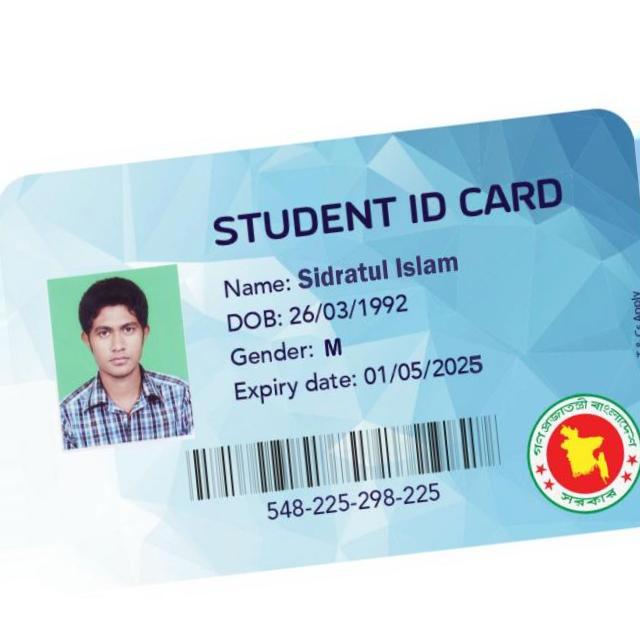 STUDENT ID CARD
Name: Sidratul Islam
DOB: 26/03/1992
Gender: M
Expiry date: 01/05/2025
548-225-298-225
গণপ্রজাতন্ত্রী বাংলাদেশ
সরকার
Apply